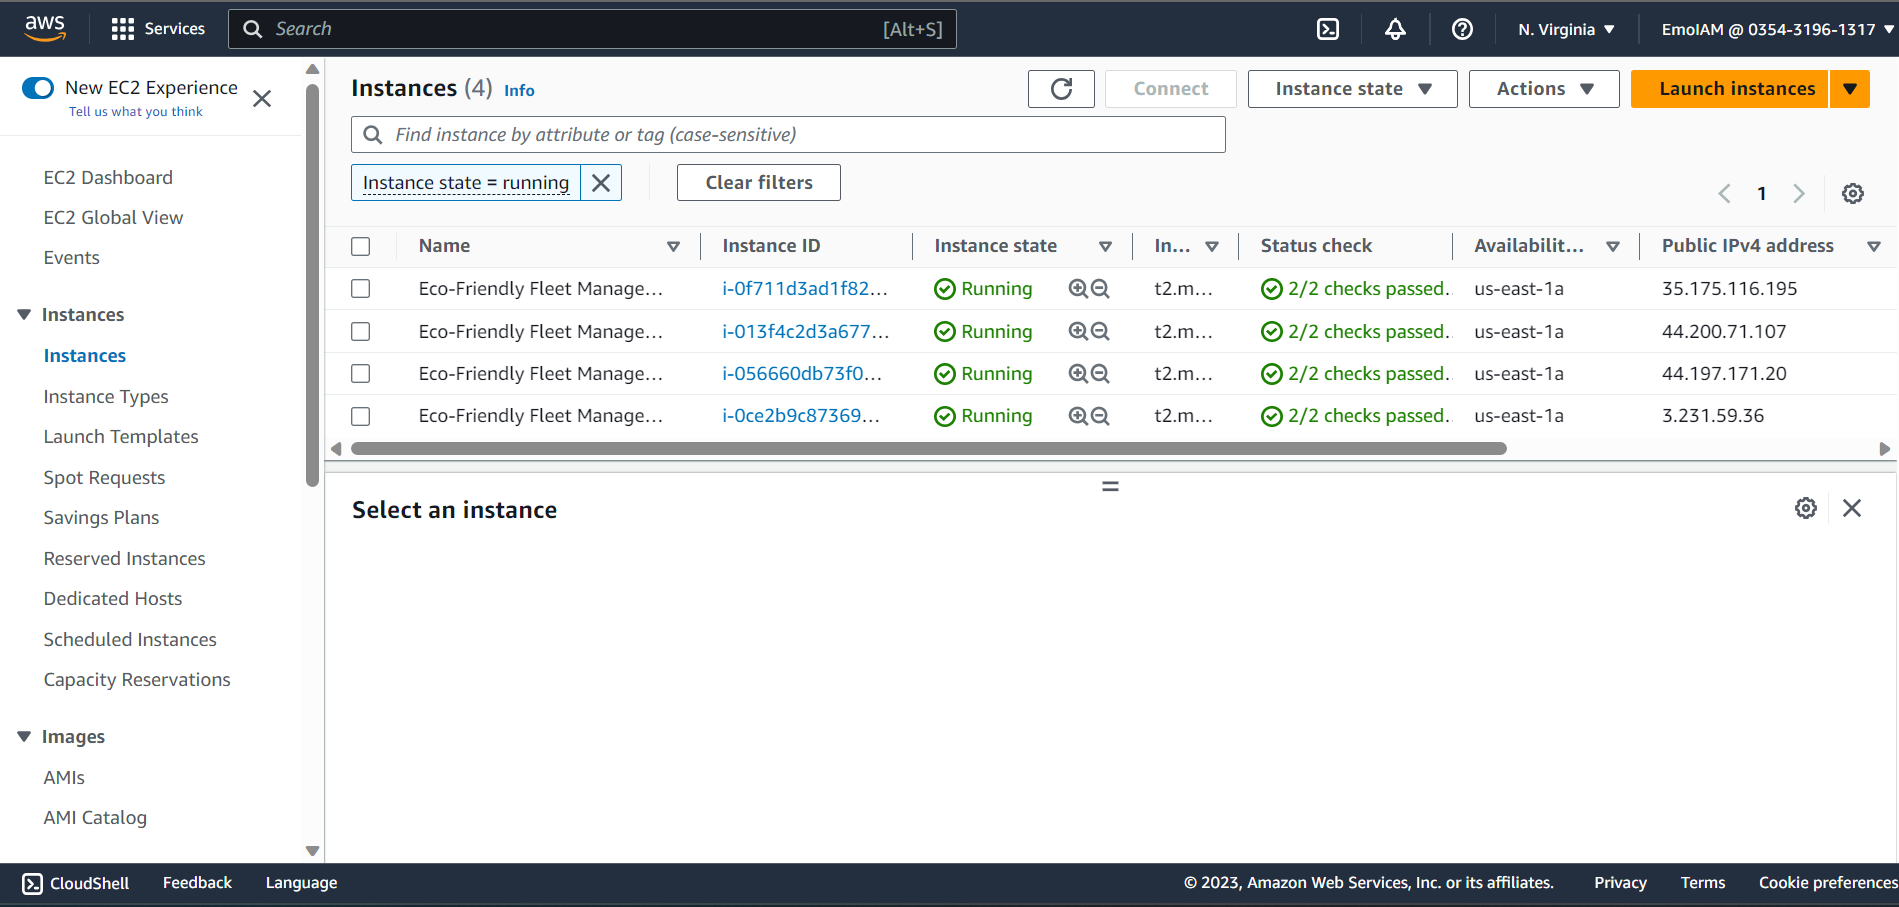 aws Services Search [Alt+S] N. Virginia EmoIAM @ 0354-3196-1317
New EC2 Experience
Tell us what you think
EC2 Dashboard
EC2 Global View
Events
Instances
Instances
Instance Types
Launch Templates
Spot Requests
Savings Plans
Reserved Instances
Dedicated Hosts
Scheduled Instances
Capacity Reservations
Images
AMIs
AMI Catalog
Instances (4) Info Connect Instance state Actions Launch instances
Find instance by attribute or tag (case-sensitive)
Instance state = running Clear filters
1
Name Instance ID Instance state In... Status check Availabilit... Public IPv4 address
Eco-Friendly Fleet Manage... i-0f711d3ad1f82... Running t2.m... 2/2 checks passed. us-east-1a 35.175.116.195
Eco-Friendly Fleet Manage... i-013f4c2d3a677... Running t2.m... 2/2 checks passed. us-east-1a 44.200.71.107
Eco-Friendly Fleet Manage... i-056660db73f0... Running t2.m... 2/2 checks passed. us-east-1a 44.197.171.20
Eco-Friendly Fleet Manage... i-0ce2b9c87369... Running t2.m... 2/2 checks passed. us-east-1a 3.231.59.36
Select an instance
CloudShell Feedback Language © 2023, Amazon Web Services, Inc. or its affiliates. Privacy Terms Cookie preferences